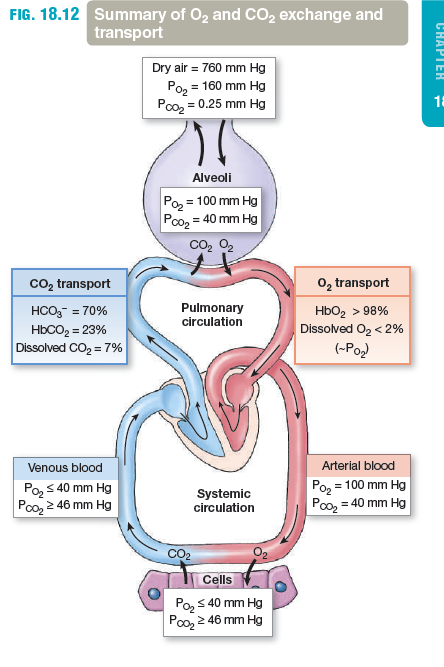 FIG. 18.12 Summary of O₂ and CO₂ exchange and
transport
CHAPTER
18
Dry air = 760 mm Hg
PO₂ = 160 mm Hg
PCO₂ = 0.25 mm Hg
Alveoli
PO₂ = 100 mm Hg
PCO₂ = 40 mm Hg
CO₂ O₂
CO₂ transport
HCO₃⁻ = 70%
HbCO₂ = 23%
Dissolved CO₂ = 7%
Pulmonary
circulation
O₂ transport
HbO₂ > 98%
Dissolved O₂ < 2%
(~PO₂)
Venous blood
PO₂ ≤ 40 mm Hg
PCO₂ ≥ 46 mm Hg
Systemic
circulation
Arterial blood
PO₂ = 100 mm Hg
PCO₂ = 40 mm Hg
CO₂ O₂
Cells
PO₂ ≤ 40 mm Hg
PCO₂ ≥ 46 mm Hg